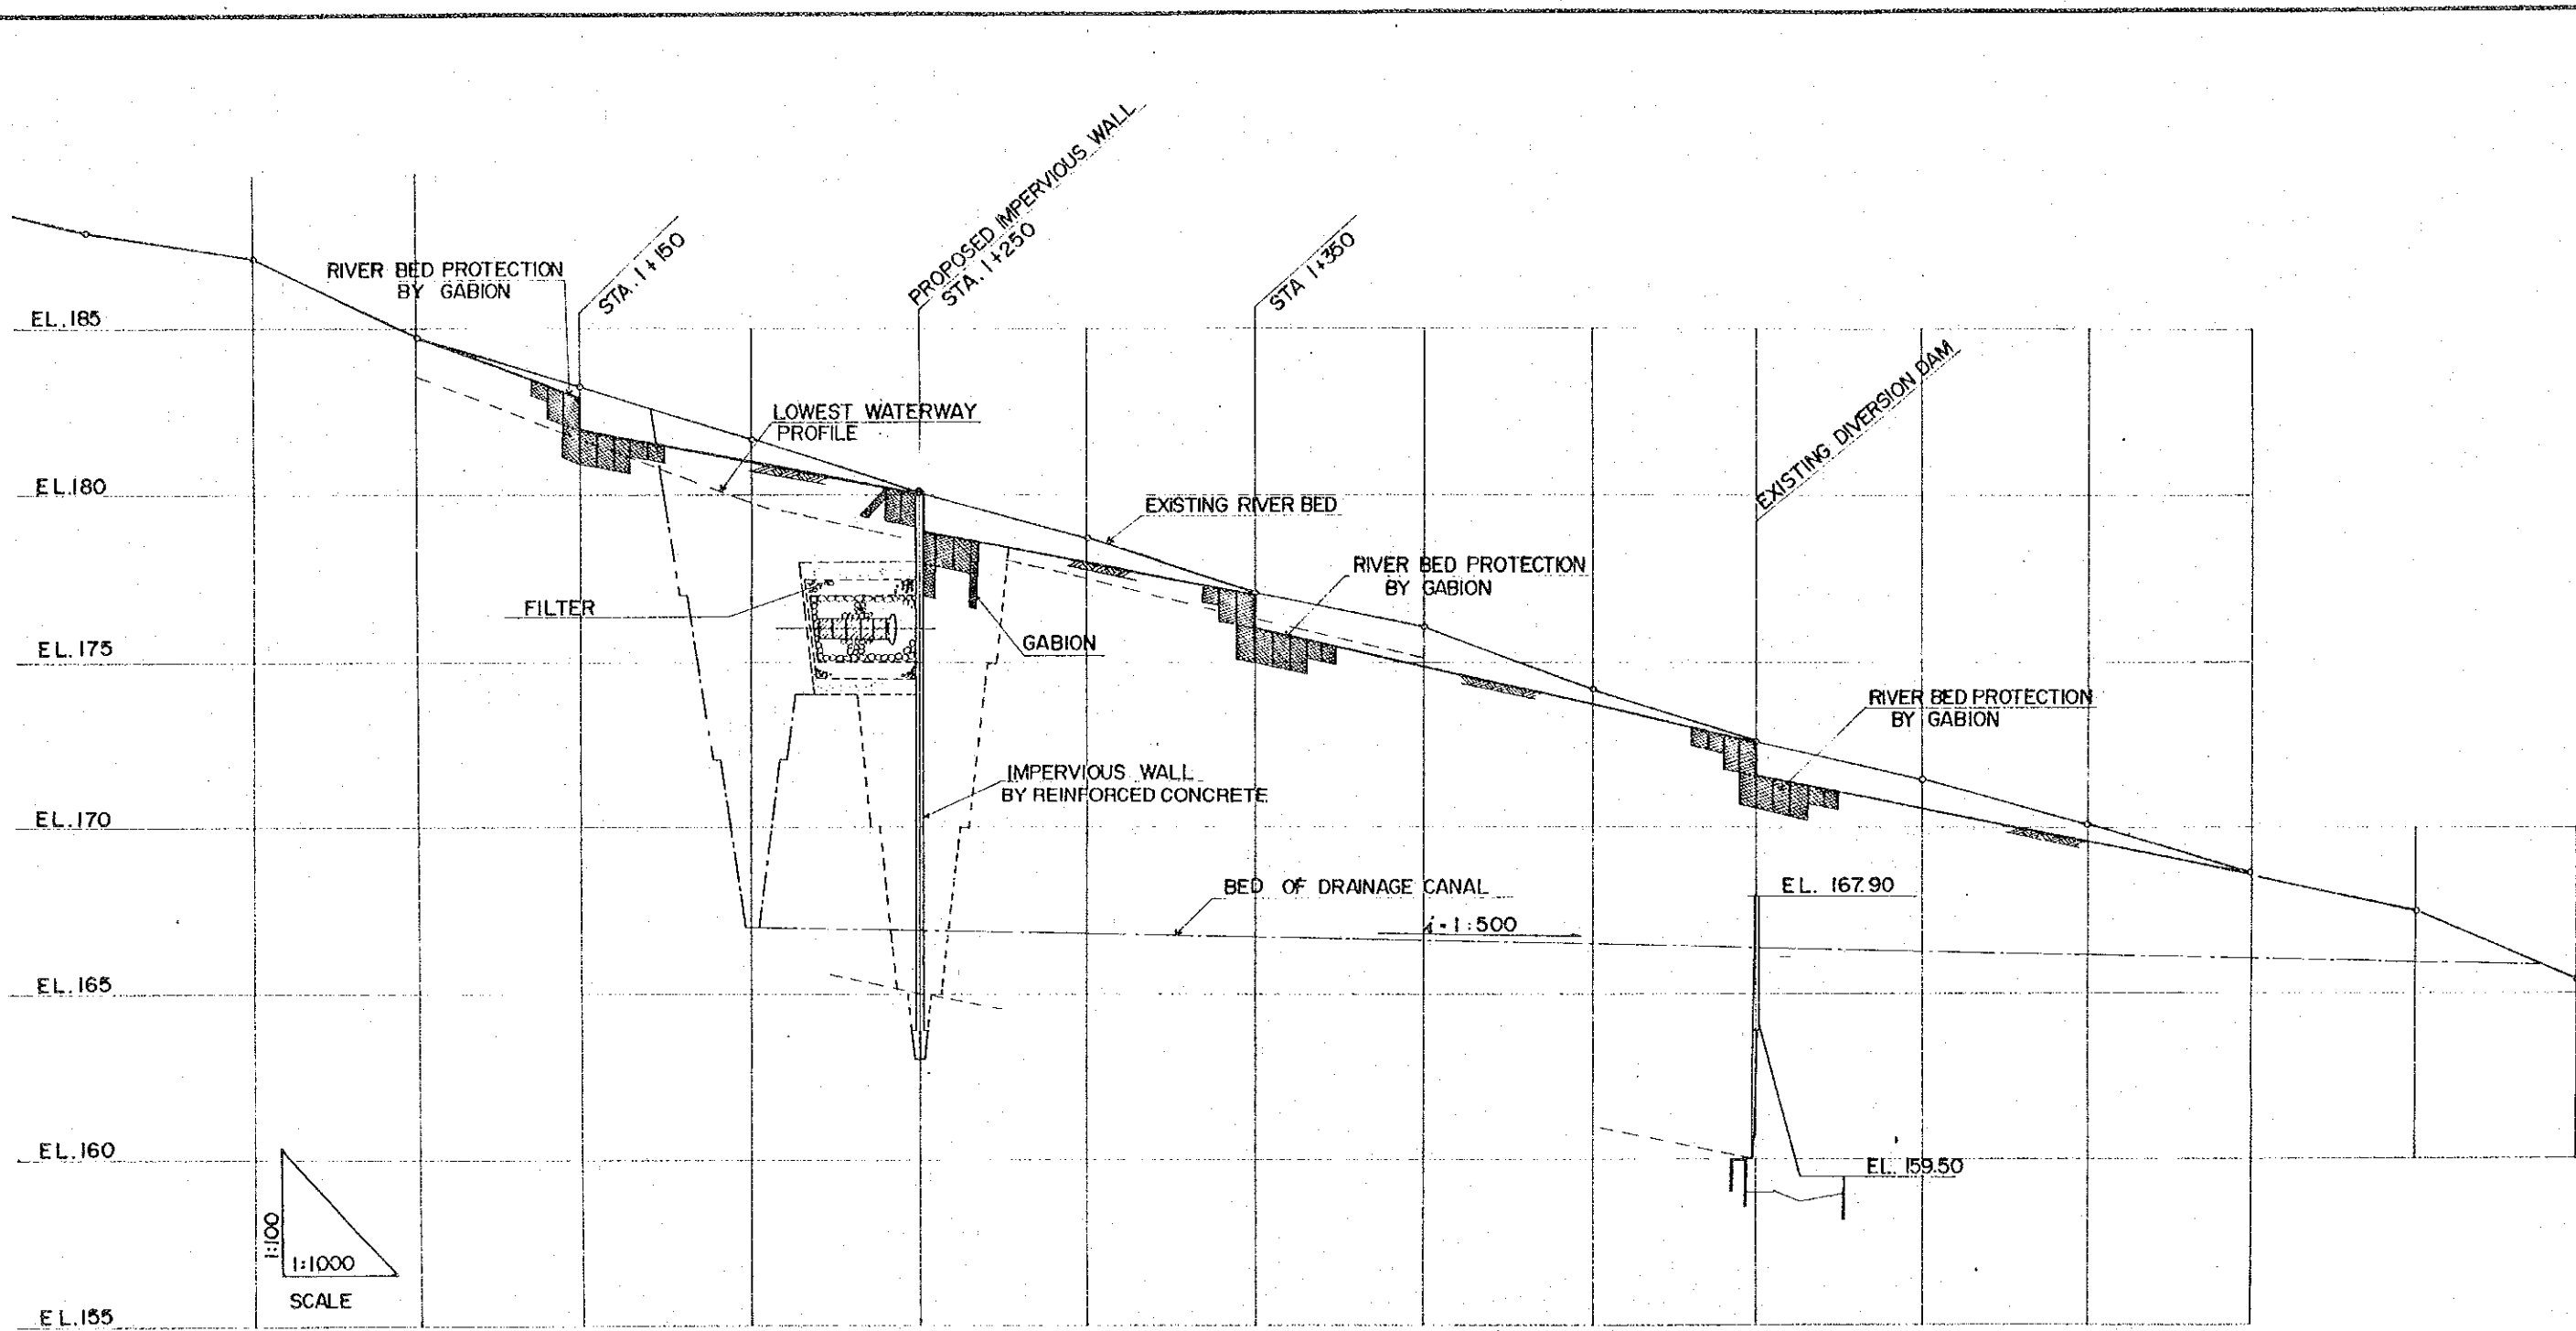 PROPOSED IMPERVIOUS WALL
STA. 1+250
STA. 1+150
STA 1+350
RIVER BED PROTECTION
BY GABION
EL.185
EXISTING DIVERSION DAM
LOWEST WATERWAY
PROFILE
EL.180
EXISTING RIVER BED
RIVER BED PROTECTION
BY GABION
FILTER
GABION
EL.175
RIVER BED PROTECTION
BY GABION
IMPERVIOUS WALL
BY REINFORCED CONCRETE
EL.170
BED OF DRAINAGE CANAL
EL. 167.90
i=1:500
EL.165
EL.160
EL. 159.50
1:100
1:1000
SCALE
EL.155